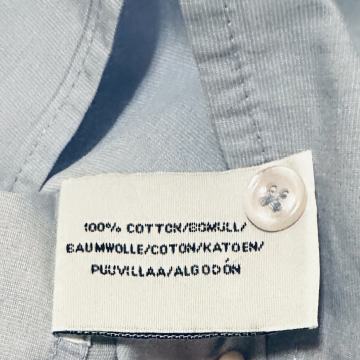 100% COTTON/BOMULL/
BAUMWOLLE/COTON/KATOEN/
PUUVILLAA/ALGODÓN